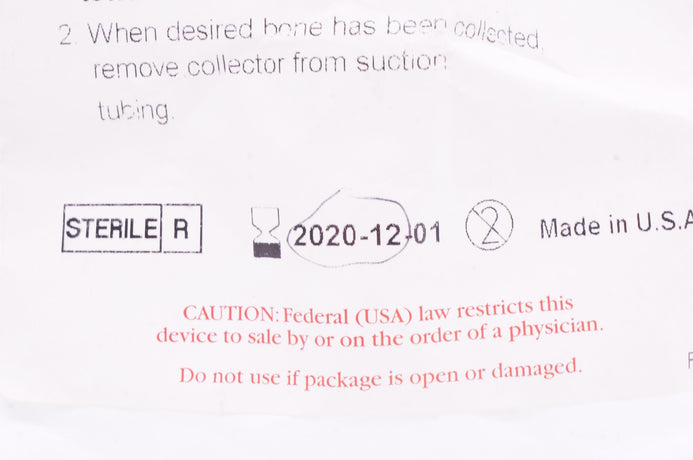 2. When desired bone has been collected,
remove collector from suction
tubing.
STERILE R 2020-12-01 2 Made in U.S.A
CAUTION: Federal (USA) law restricts this
device to sale by or on the order of a physician.
Do not use if package is open or damaged.